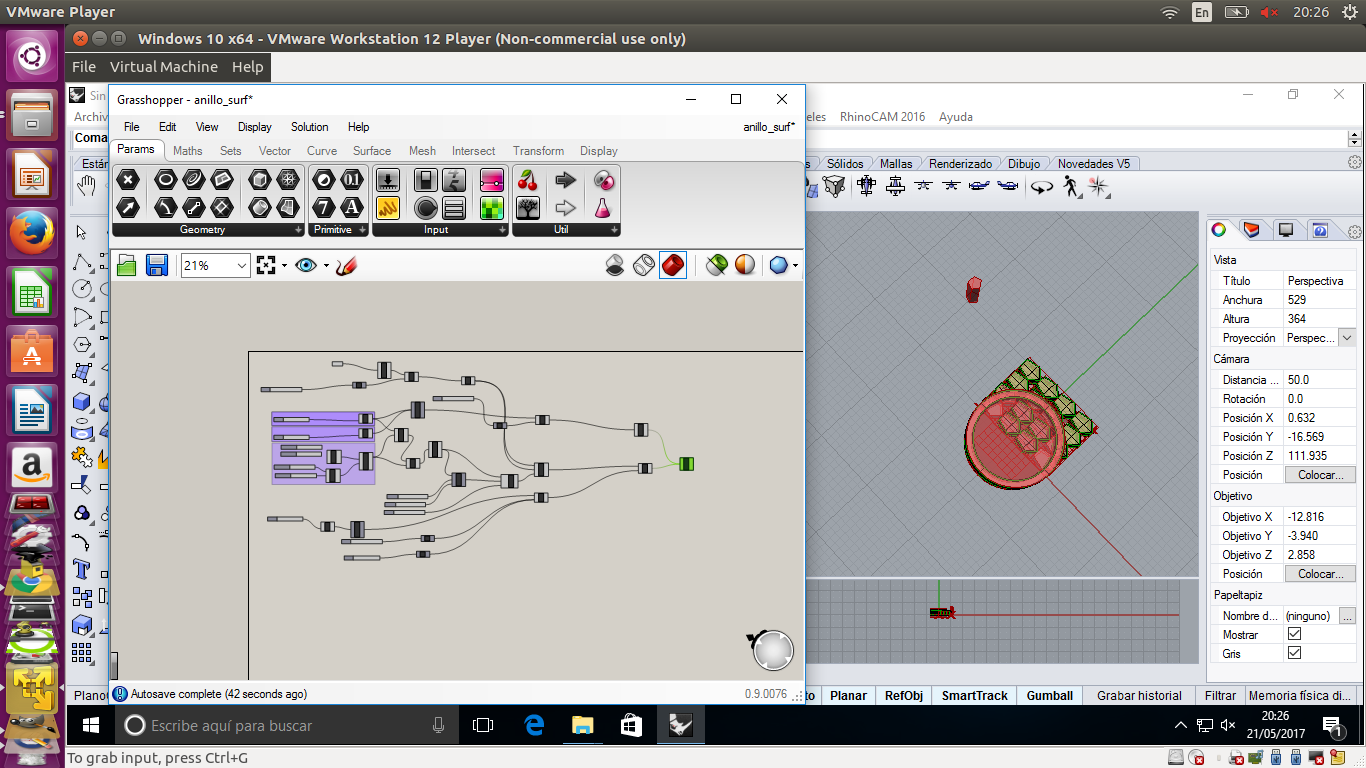 VMware Player
En
20:26
Windows 10 x64 - VMware Workstation 12 Player (Non-commercial use only)
File Virtual Machine Help
Sin
Grasshopper - anillo_surf*
Archiv
eles RhinoCAM 2016 Ayuda
File Edit View Display Solution Help
anillo_surf*
Coma
Params Maths Sets Vector Curve Surface Mesh Intersect Transform Display
Están
s Sólidos Mallas Renderizado Dibujo Novedades V5
0.1
7 A
Geometry Primitive Input Util
21%
Vista
Título Perspectiva
Anchura 529
Altura 364
Proyección Perspec...
Cámara
Distancia ... 50.0
Rotación 0.0
Posición X 0.632
Posición Y -16.569
Posición Z 111.935
Posición Colocar...
Objetivo
Objetivo X -12.816
Objetivo Y -3.940
Objetivo Z 2.858
Posición Colocar...
Papeltapiz
Nombre d... (ninguno) ...
Mostrar
Gris
Autosave complete (42 seconds ago)
0.9.0076
Plano
to Planar RefObj SmartTrack Gumball Grabar historial Filtrar Memoria física di...
Escribe aquí para buscar
20:26
21/05/2017
1
To grab input, press Ctrl+G